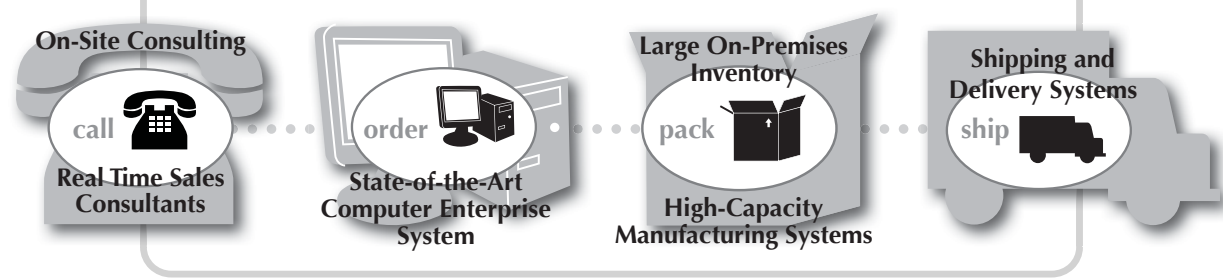 On-Site Consulting
call
Real Time Sales
Consultants
order
State-of-the-Art
Computer Enterprise
System
Large On-Premises
Inventory
pack
High-Capacity
Manufacturing Systems
Shipping and
Delivery Systems
ship